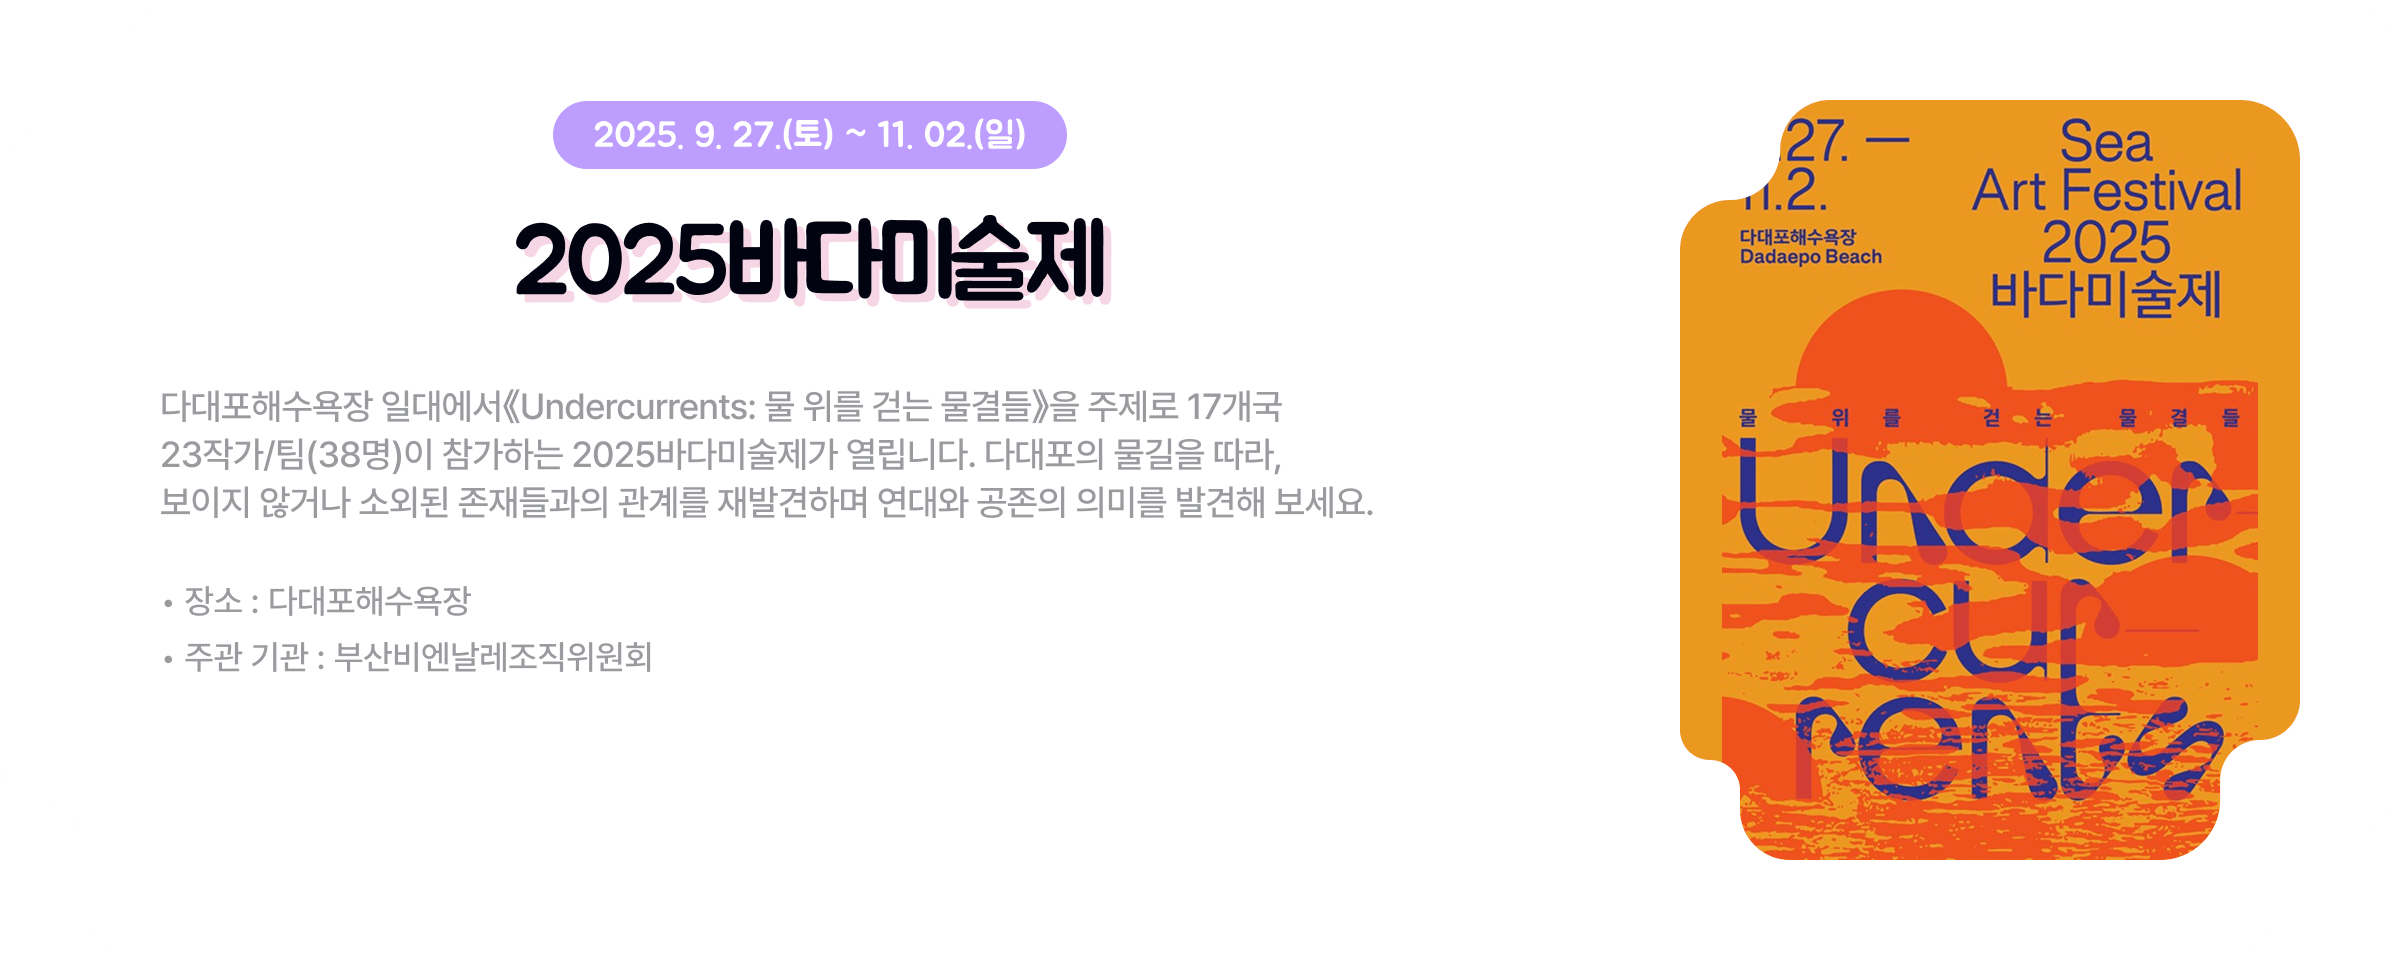 2025. 9. 27.(토) ~ 11. 02.(일)
2025바다미술제
다대포해수욕장 일대에서《Undercurrents: 물 위를 걷는 물결들》을 주제로 17개국
23작가/팀(38명)이 참가하는 2025바다미술제가 열립니다. 다대포의 물길을 따라,
보이지 않거나 소외된 존재들과의 관계를 재발견하며 연대와 공존의 의미를 발견해 보세요.
• 장소 : 다대포해수욕장
• 주관 기관 : 부산비엔날레조직위원회
.27. —
11.2.
다대포해수욕장
Dadaepo Beach
Sea
Art Festival
2025
바다미술제
물 위를 걷는 물결들
Under-
cur-
rents